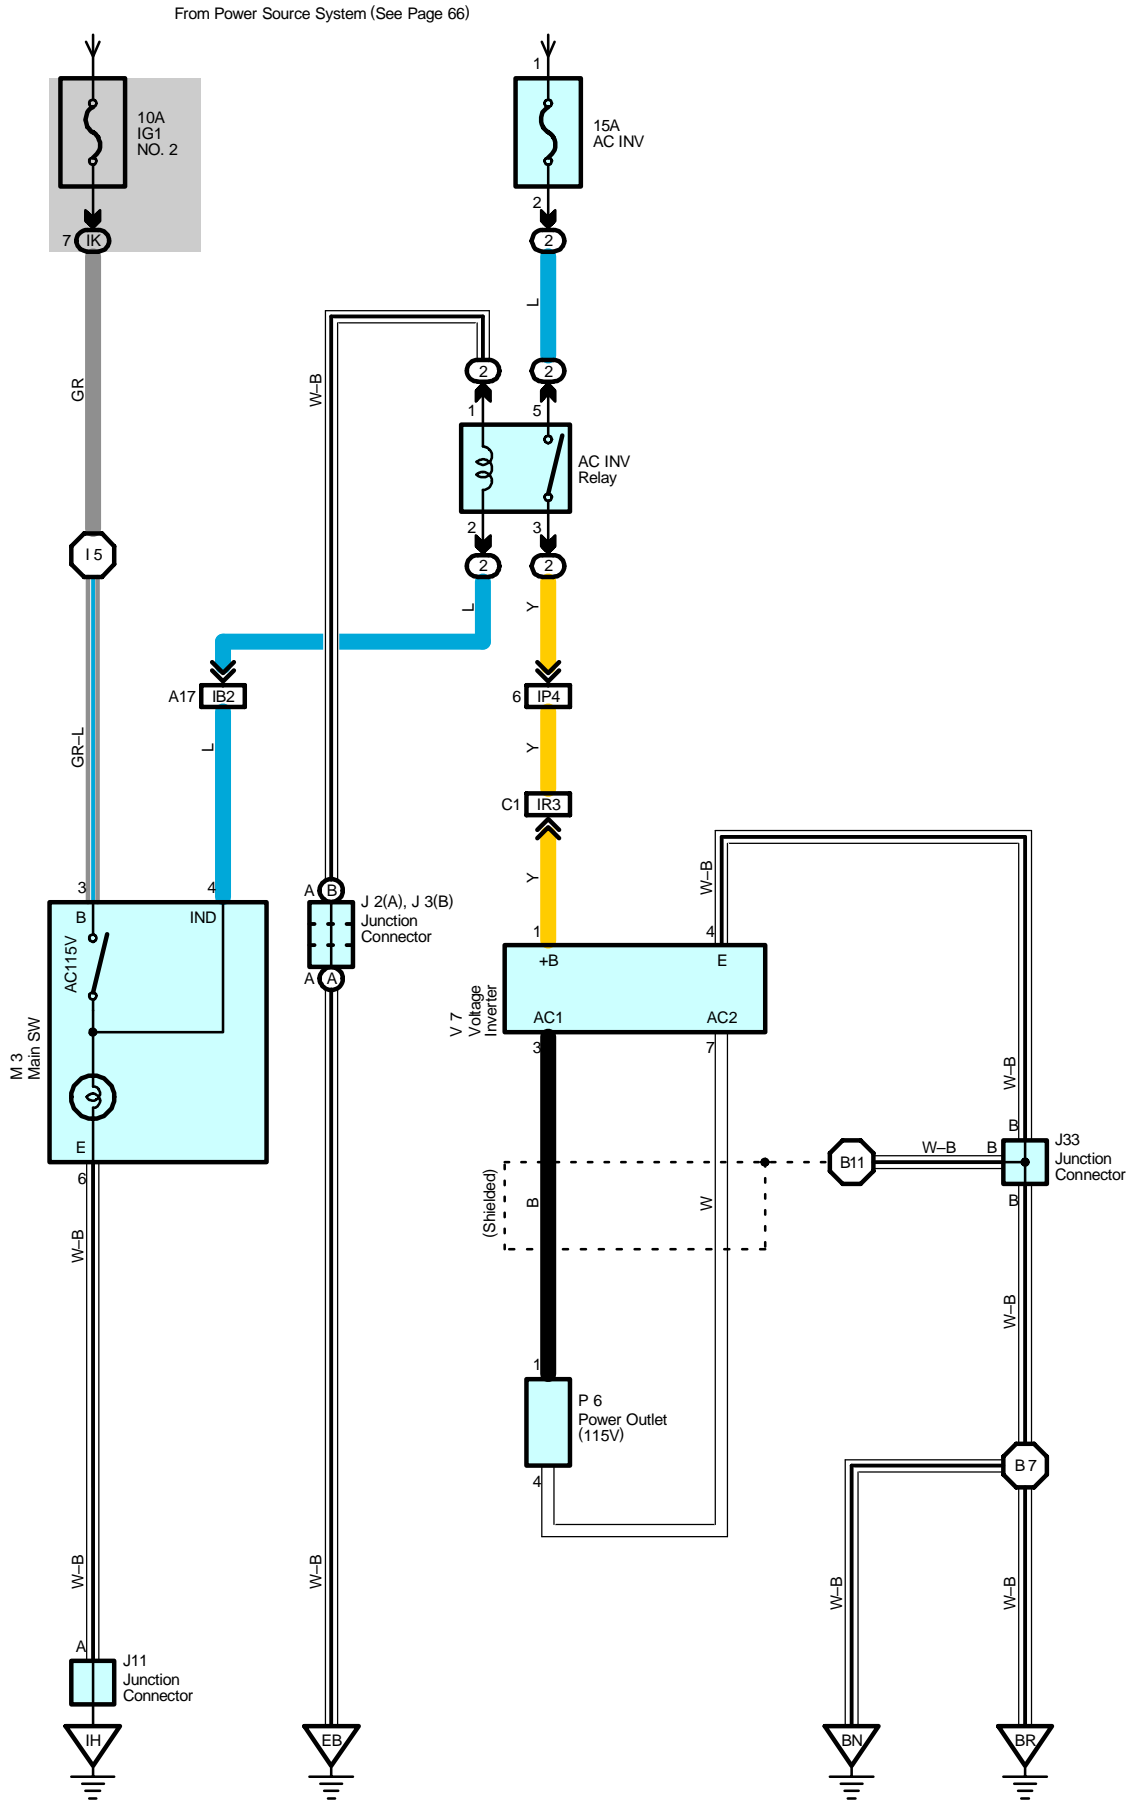 From Power Source System (See Page 66)
1
10A
IG1
NO. 2
15A
AC INV
2
7
IK
2
L
GR
W–B
2
2
1
5
AC INV
Relay
2
3
I 5
2
2
L
Y
A17
IB2
6
IP4
GR–L
L
Y
C1
IR3
Y
W–B
3
4
A
B
J 2(A), J 3(B)
Junction
Connector
B
IND
1
4
AC115V
+B
E
A
A
V 7
Voltage
Inverter
AC1
AC2
M 3
Main SW
3
7
W–B
E
B
J33
Junction
Connector
B11
W–B
B
6
(Shielded)
B
W
B
W–B
W–B
1
P 6
Power Outlet
(115V)
B 7
4
W–B
W–B
W–B
W–B
A
J11
Junction
Connector
IH
EB
BN
BR